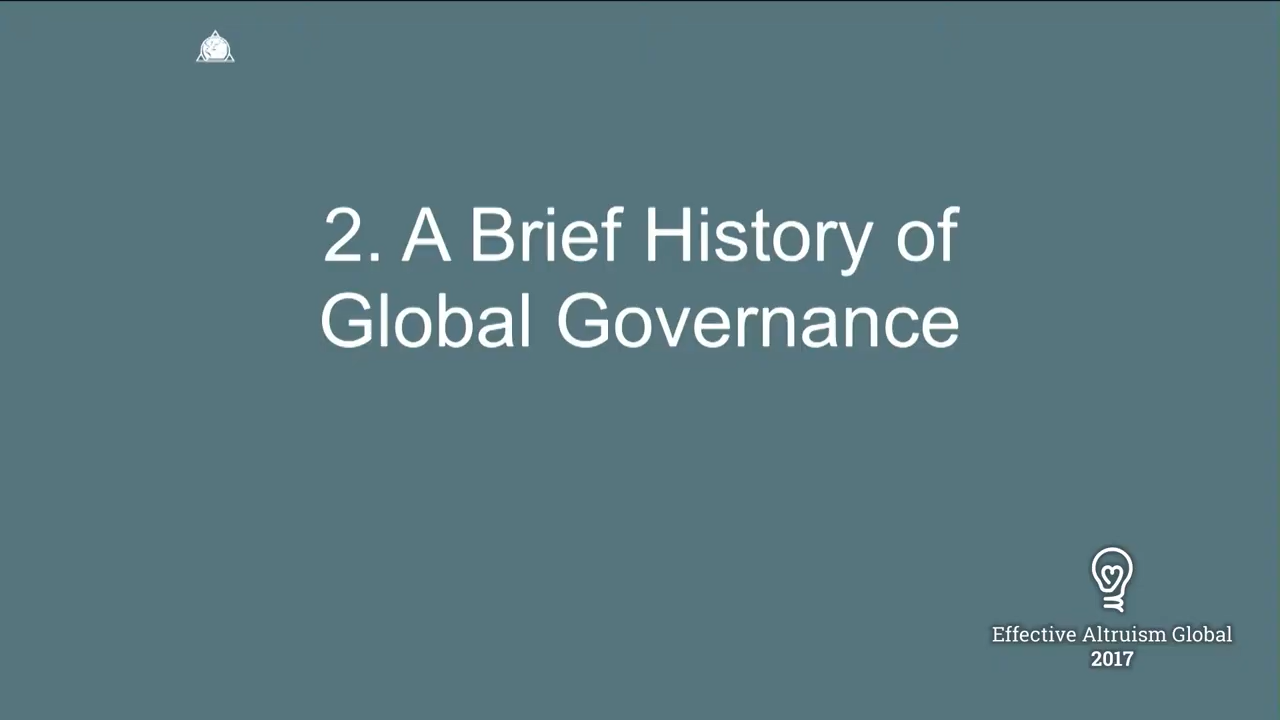 2. A Brief History of
Global Governance
Effective Altruism Global
2017